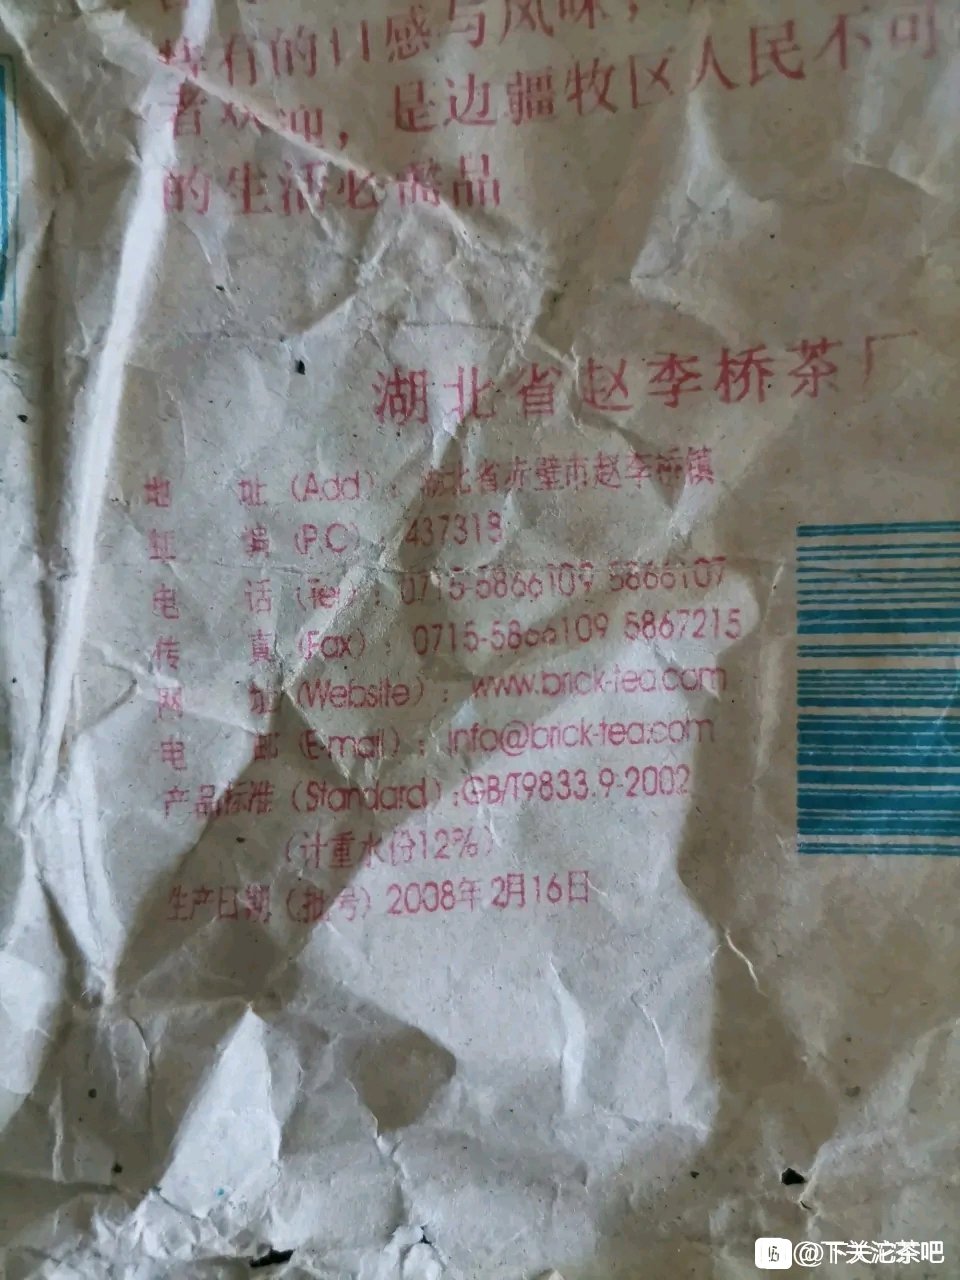 特有的口感与风味，
者欢迎，是边疆牧区人民不可
的生活必需品
湖北省赵李桥茶厂
地 址（Add）：湖北省赤壁市赵李桥镇
邮 编（P.C）：437318
电 话（Tel）：0715-5866109 5866107
传 真（Fax）：0715-5866109 5867215
网 址（Website）：www.brick-tea.com
电 邮（E-mail）：info@brick-tea.com
产品标准（Standard）:GB/T9833.9-2002
（计重水份12%）
生产日期（批号）2008年2月16日
@下关沱茶吧